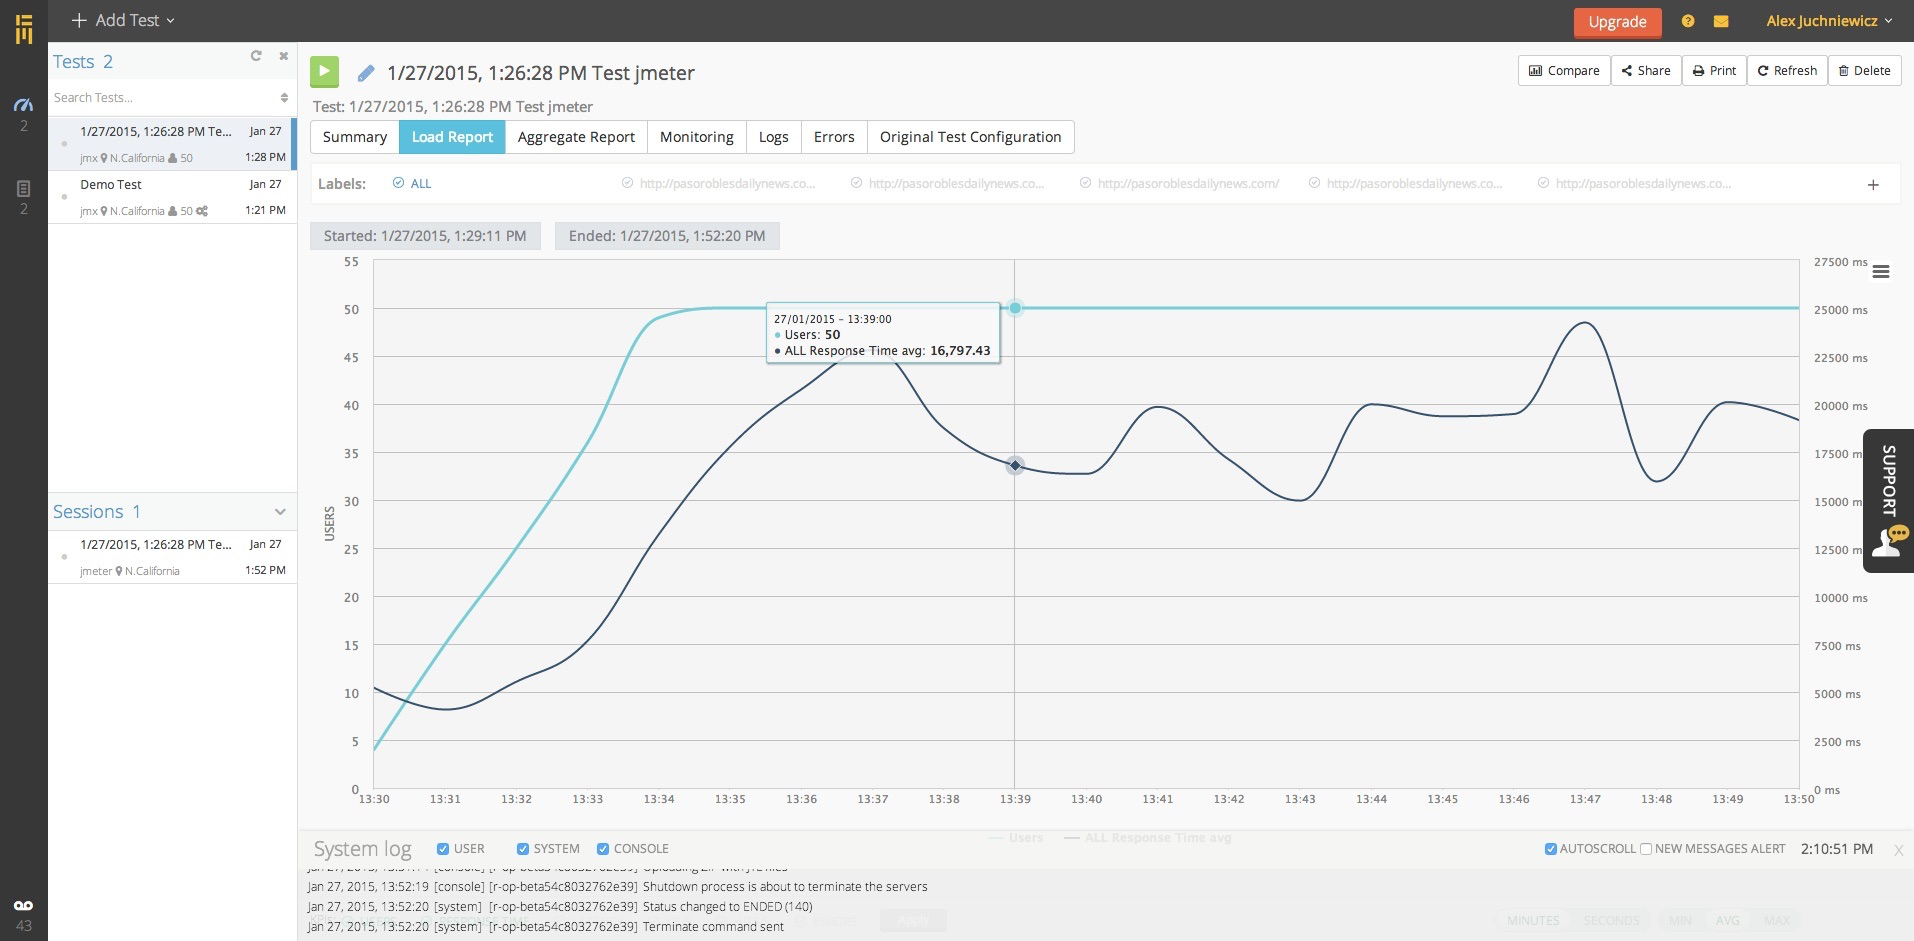 Add Test
Upgrade
Alex Juchniewicz
Tests 2
Search Tests...
1/27/2015, 1:26:28 PM Te... Jan 27
jmx N.California 50 1:28 PM
Demo Test Jan 27
jmx N.California 50 1:21 PM
2
2
Sessions 1
1/27/2015, 1:26:28 PM Te... Jan 27
jmeter N.California 1:52 PM
43
1/27/2015, 1:26:28 PM Test jmeter
Compare Share Print Refresh Delete
Test: 1/27/2015, 1:26:28 PM Test jmeter
Summary Load Report Aggregate Report Monitoring Logs Errors Original Test Configuration
Labels: ALL http://pasoroblesdailynews.co... http://pasoroblesdailynews.co... http://pasoroblesdailynews.com/ http://pasoroblesdailynews.co... http://pasoroblesdailynews.co...
Started: 1/27/2015, 1:29:11 PM Ended: 1/27/2015, 1:52:20 PM
55 27500 ms
50 25000 ms
27/01/2015 - 13:39:00
Users: 50
ALL Response Time avg: 16,797.43
45 22500 ms
40 20000 ms
35 17500 m
30 15000 m
USERS
25 12500 m
20 10000 ms
15 7500 ms
10 5000 ms
5 2500 ms
0 0 ms
13:30 13:31 13:32 13:33 13:34 13:35 13:36 13:37 13:38 13:39 13:40 13:41 13:42 13:43 13:44 13:45 13:46 13:47 13:48 13:49 13:50
SUPPORT
Users ALL Response Time avg
System log USER SYSTEM CONSOLE AUTOSCROLL NEW MESSAGES ALERT 2:10:51 PM X
Jan 27, 2015, 13:52:19 [console] [r-op-beta54c8032762e39] Shutdown process is about to terminate the servers
Jan 27, 2015, 13:52:20 [system] [r-op-beta54c8032762e39] Status changed to ENDED (140)
Jan 27, 2015, 13:52:20 [system] [r-op-beta54c8032762e39] Terminate command sent
Apply
MINUTES SECONDS MIN AVG MAX